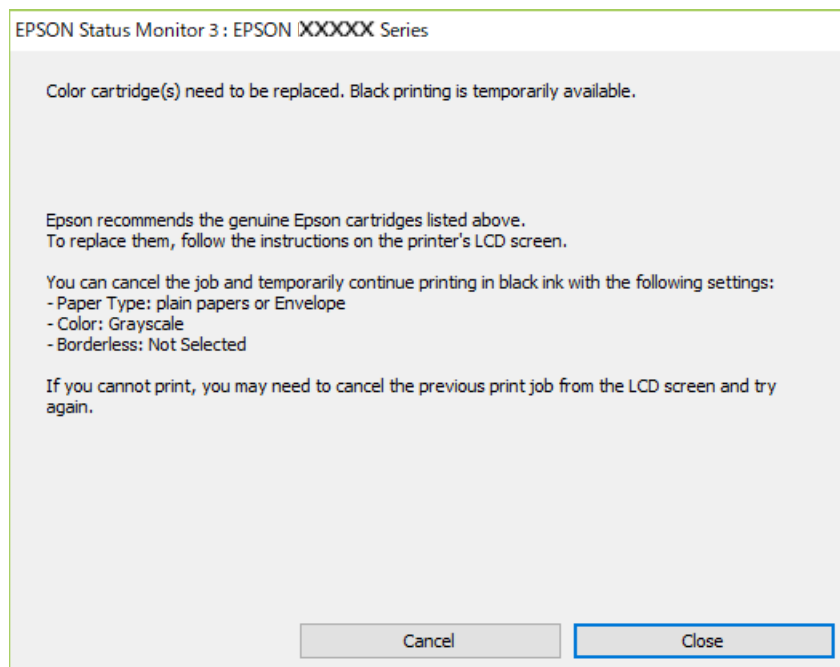 EPSON Status Monitor 3 : EPSON XXXXX Series
Color cartridge(s) need to be replaced. Black printing is temporarily available.
Epson recommends the genuine Epson cartridges listed above.
To replace them, follow the instructions on the printer's LCD screen.
You can cancel the job and temporarily continue printing in black ink with the following settings:
- Paper Type: plain papers or Envelope
- Color: Grayscale
- Borderless: Not Selected
If you cannot print, you may need to cancel the previous print job from the LCD screen and try
again.
Cancel Close